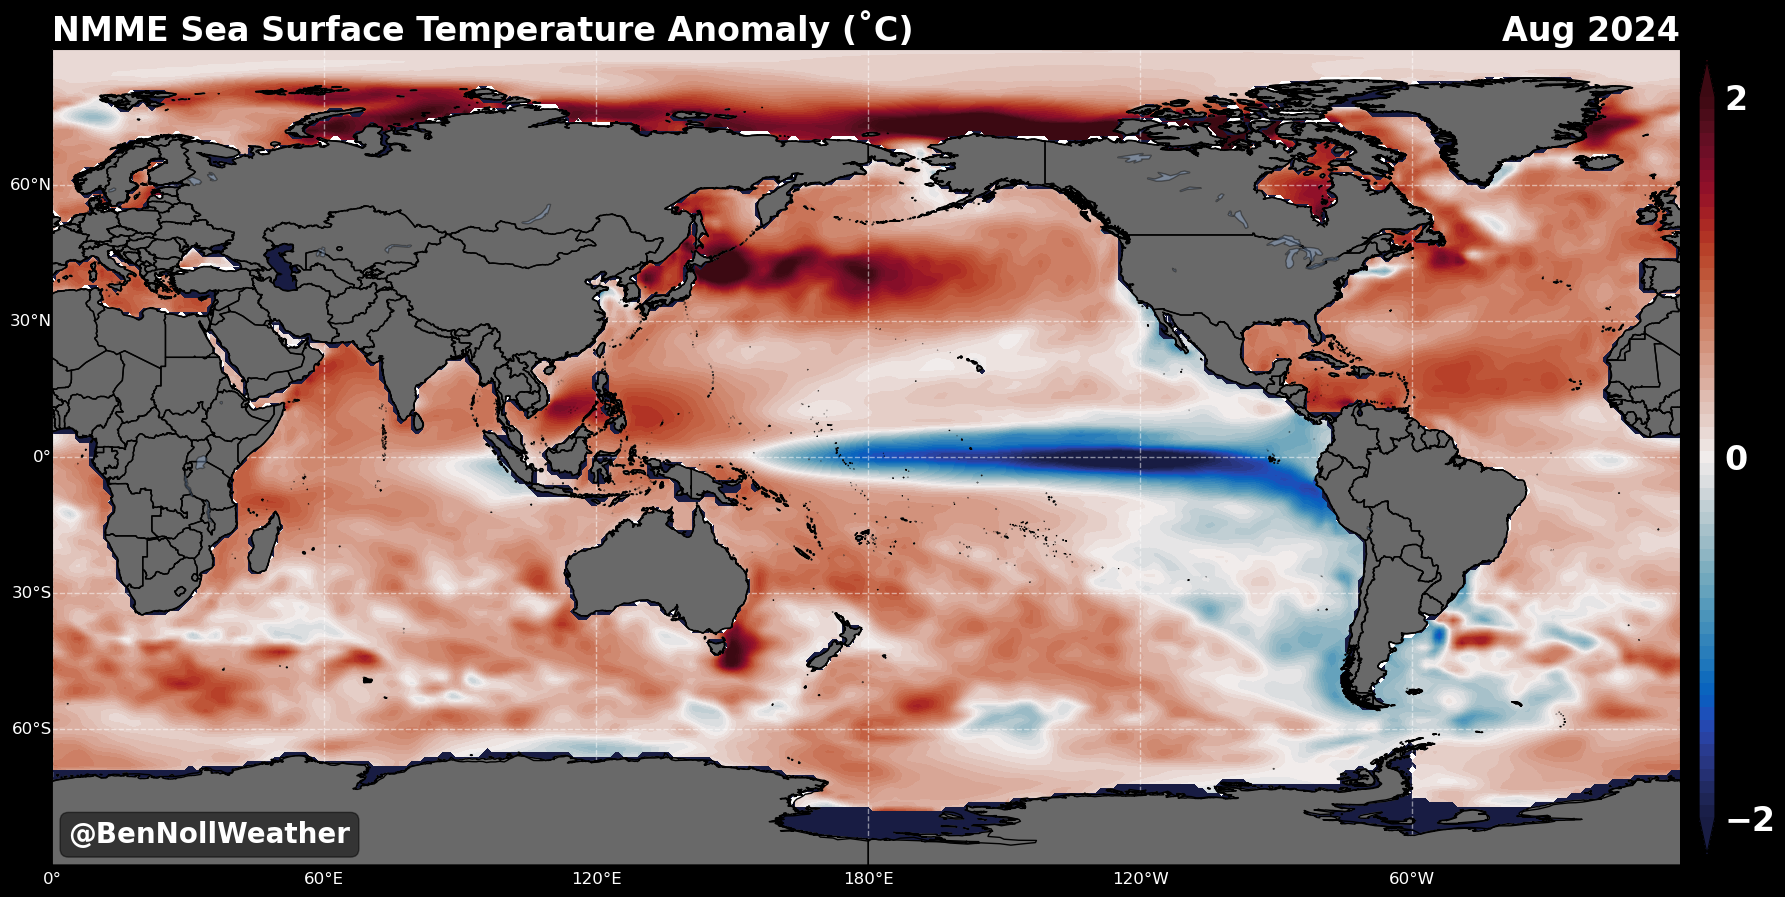 NMME Sea Surface Temperature Anomaly (˚C)
Aug 2024
2
0
−2
60°N
30°N
0°
30°S
60°S
@BenNollWeather
0°
60°E
120°E
180°E
120°W
60°W